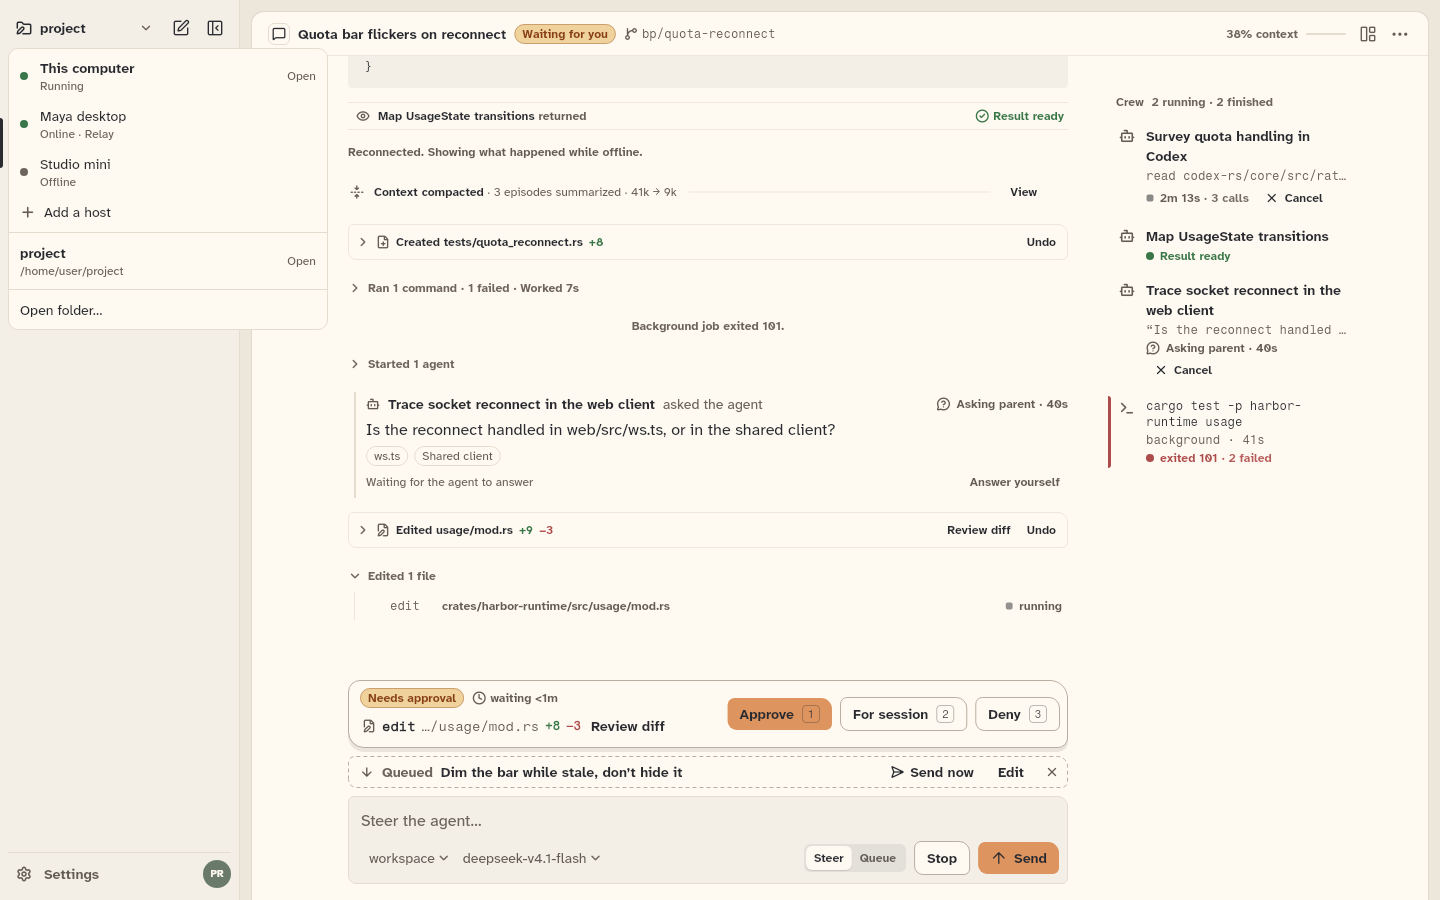 project
This computer
Running
Open
Maya desktop
Online · Relay
Studio mini
Offline
Add a host
project
/home/user/project
Open
Open folder…
Settings
PR
Quota bar flickers on reconnect
Waiting for you
bp/quota-reconnect
38% context
}
Map UsageState transitions returned
Result ready
Reconnected. Showing what happened while offline.
Context compacted · 3 episodes summarized · 41k → 9k
View
Created tests/quota_reconnect.rs +8
Undo
Ran 1 command · 1 failed · Worked 7s
Background job exited 101.
Started 1 agent
Trace socket reconnect in the web client asked the agent
Asking parent · 40s
Is the reconnect handled in web/src/ws.ts, or in the shared client?
ws.ts
Shared client
Waiting for the agent to answer
Answer yourself
Edited usage/mod.rs +9 −3
Review diff
Undo
Edited 1 file
edit crates/harbor-runtime/src/usage/mod.rs
running
Needs approval
waiting <1m
edit …/usage/mod.rs +8 −3 Review diff
Approve 1
For session 2
Deny 3
Queued Dim the bar while stale, don’t hide it
Send now
Edit
Steer the agent…
workspace
deepseek-v4.1-flash
Steer
Queue
Stop
Send
Crew 2 running · 2 finished
Survey quota handling in
Codex
read codex-rs/core/src/rat…
2m 13s · 3 calls
Cancel
Map UsageState transitions
Result ready
Trace socket reconnect in the
web client
“Is the reconnect handled …
Asking parent · 40s
Cancel
cargo test -p harbor-
runtime usage
background · 41s
exited 101 · 2 failed